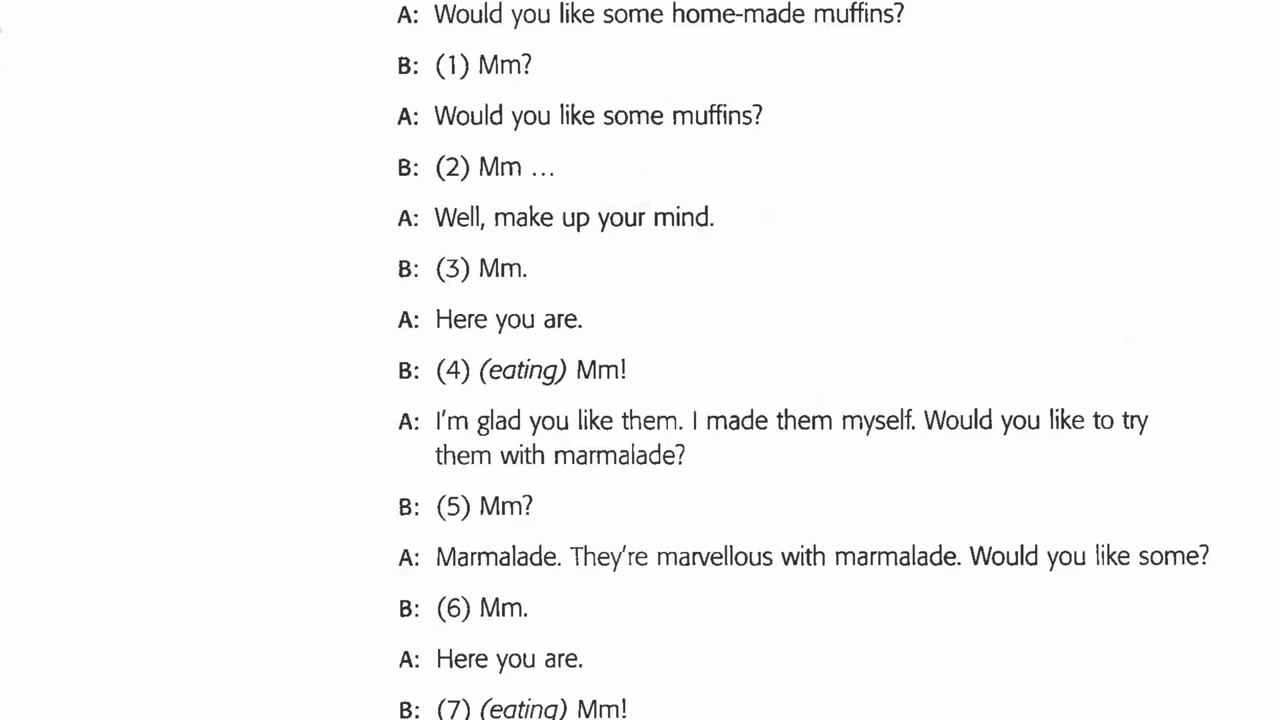 A: Would you like some home-made muffins?
B: (1) Mm?
A: Would you like some muffins?
B: (2) Mm ...
A: Well, make up your mind.
B: (3) Mm.
A: Here you are.
B: (4) (eating) Mm!
A: I'm glad you like them. I made them myself. Would you like to try
them with marmalade?
B: (5) Mm?
A: Marmalade. They're marvellous with marmalade. Would you like some?
B: (6) Mm.
A: Here you are.
B: (7) (eating) Mm!